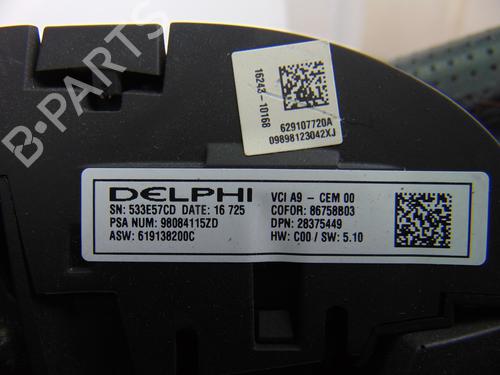 B-PARTS
16243-10168
629107720A
09898123042XJ
DELPHI
SN: 533E57CD DATE: 16 725
PSA NUM: 98084115ZD
ASW: 619138200C
VCI A9 - CEM 00
COFOR: 86758B03
DPN: 28375449
HW: C00 / SW: 5.10